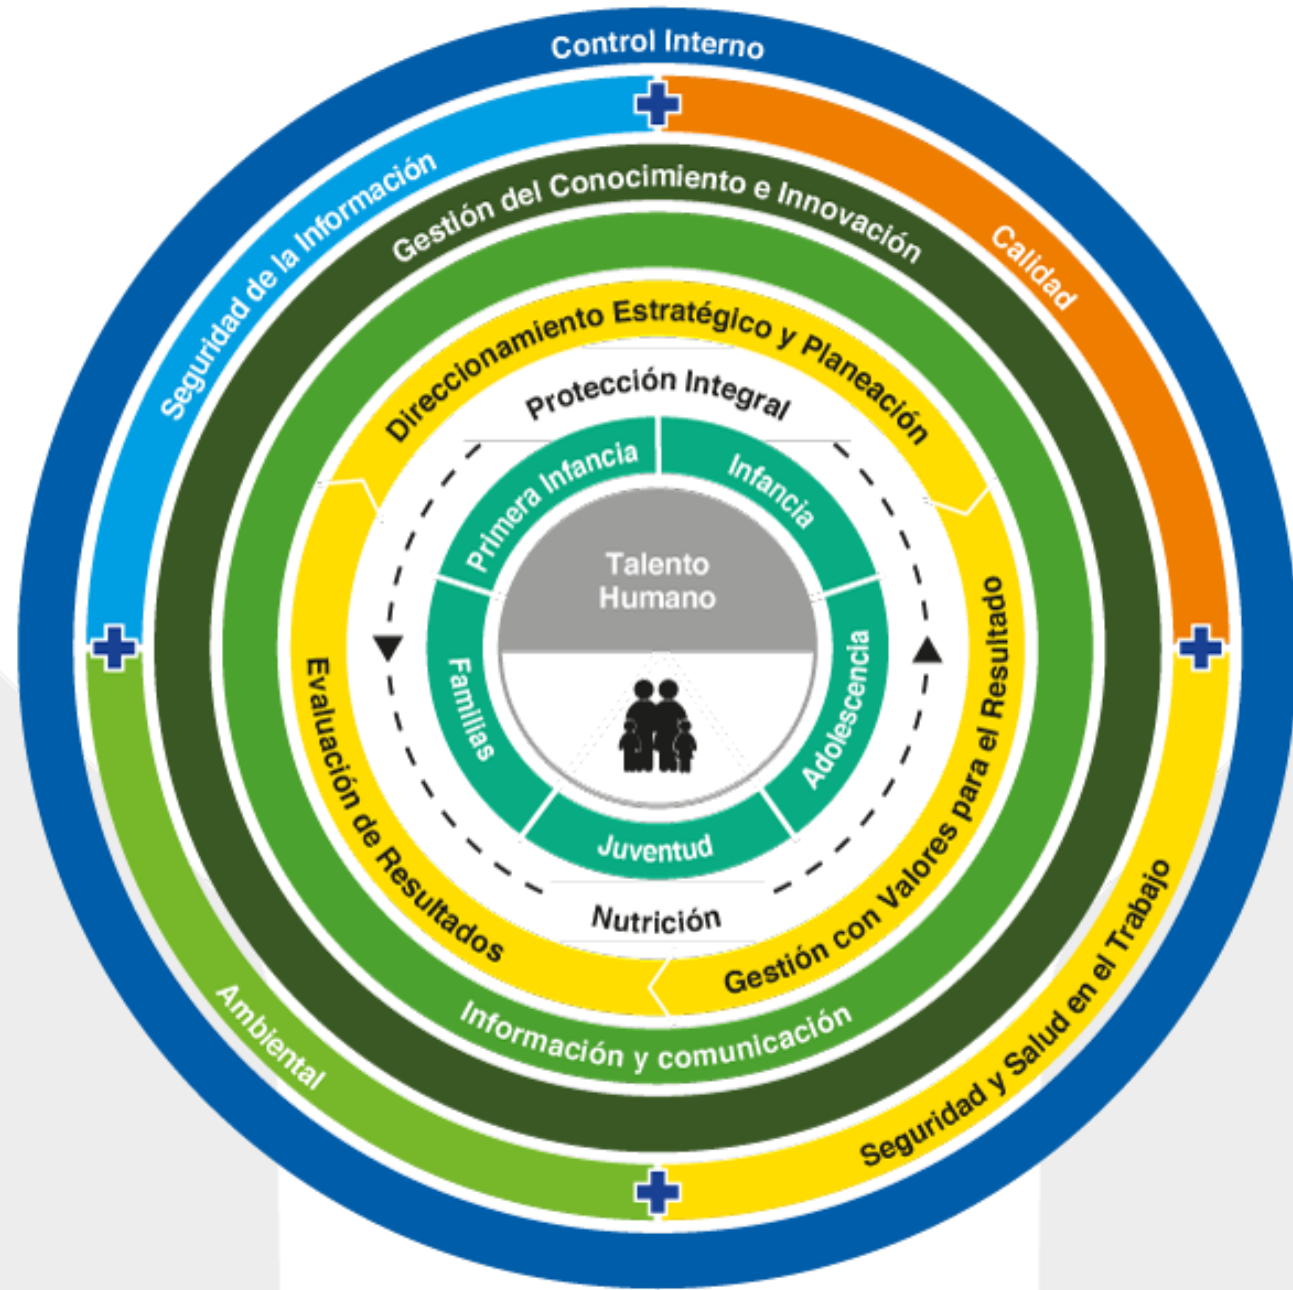 Control Interno
Seguridad de la Información
Calidad
Gestión del Conocimiento e Innovación
Direccionamiento Estratégico y Planeación
Protección Integral
Primera Infancia
Infancia
Talento
Humano
Familias
Adolescencia
Juventud
Nutrición
Evaluación de Resultados
Gestión con Valores para el Resultado
Información y comunicación
Ambiental
Seguridad y Salud en el Trabajo